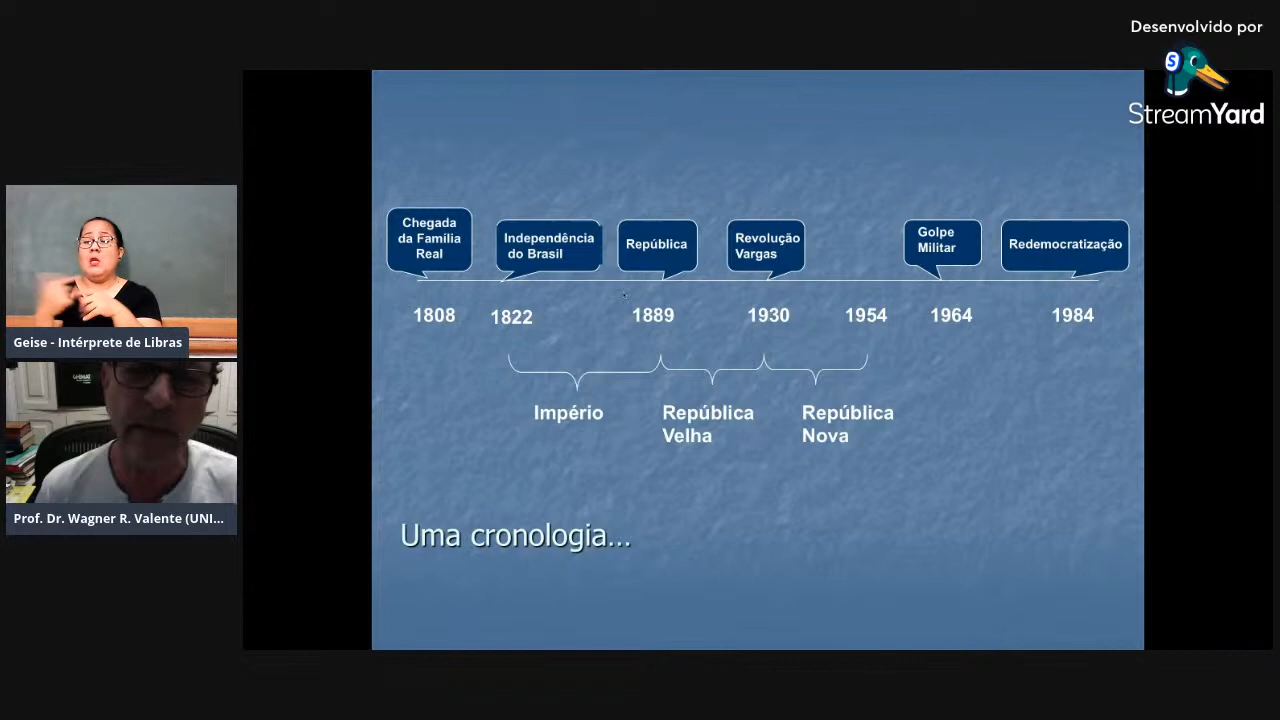 Desenvolvido por
StreamYard
Chegada
da Família
Real
Independência
do Brasil
República
Revolução
Vargas
Golpe
Militar
Redemocratização
1808
1822
1889
1930
1954
1964
1984
Império
República
Velha
República
Nova
Uma cronologia...
Geise - Intérprete de Libras
Prof. Dr. Wagner R. Valente (UNI...